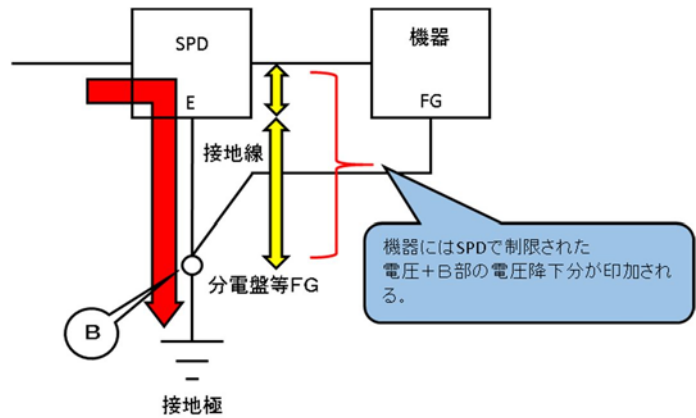 SPD
機器
E
FG
接地線
機器にはSPDで制限された
電圧+B部の電圧降下分が印加され
る。
分電盤等FG
B
接地極